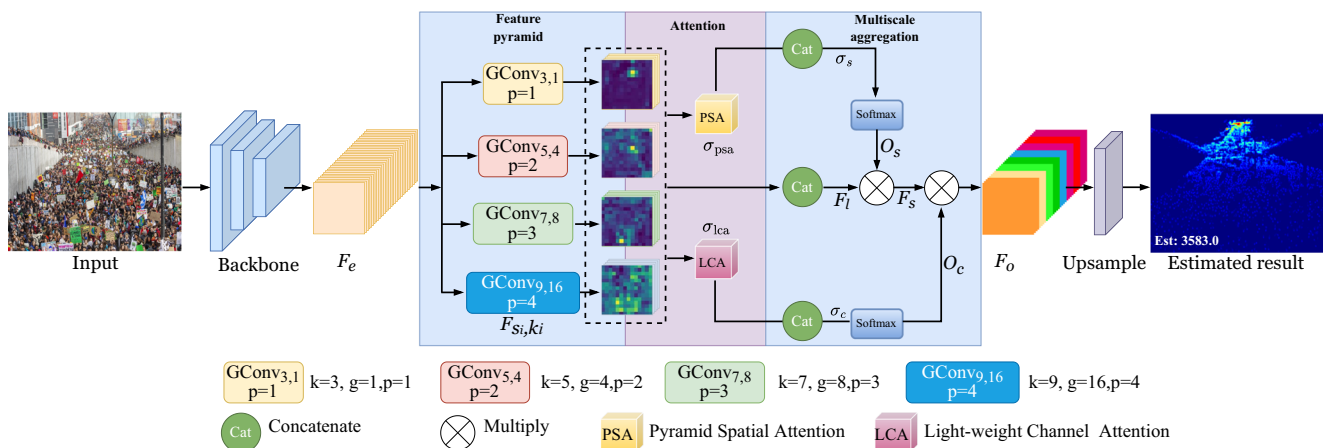 Feature
pyramid
Attention
Multiscale
aggregation
GConv3,1
p=1
GConv5,4
p=2
GConv7,8
p=3
GConv9,16
p=4
Fsi,ki
PSA
σpsa
σlca
LCA
Cat
σs
Softmax
Os
Cat
Fl
Fs
Oc
Cat
σc
Softmax
Input
Backbone
Fe
Fo
Upsample
Est: 3583.0
Estimated result
GConv3,1
p=1
k=3, g=1,p=1
GConv5,4
p=2
k=5, g=4,p=2
GConv7,8
p=3
k=7, g=8,p=3
GConv9,16
p=4
k=9, g=16,p=4
Cat
Concatenate
Multiply
PSA
Pyramid Spatial Attention
LCA
Light-weight Channel Attention